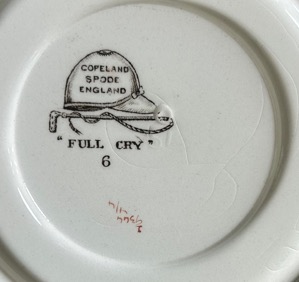 COPELAND
SPODE
ENGLAND
"FULL CRY"
6